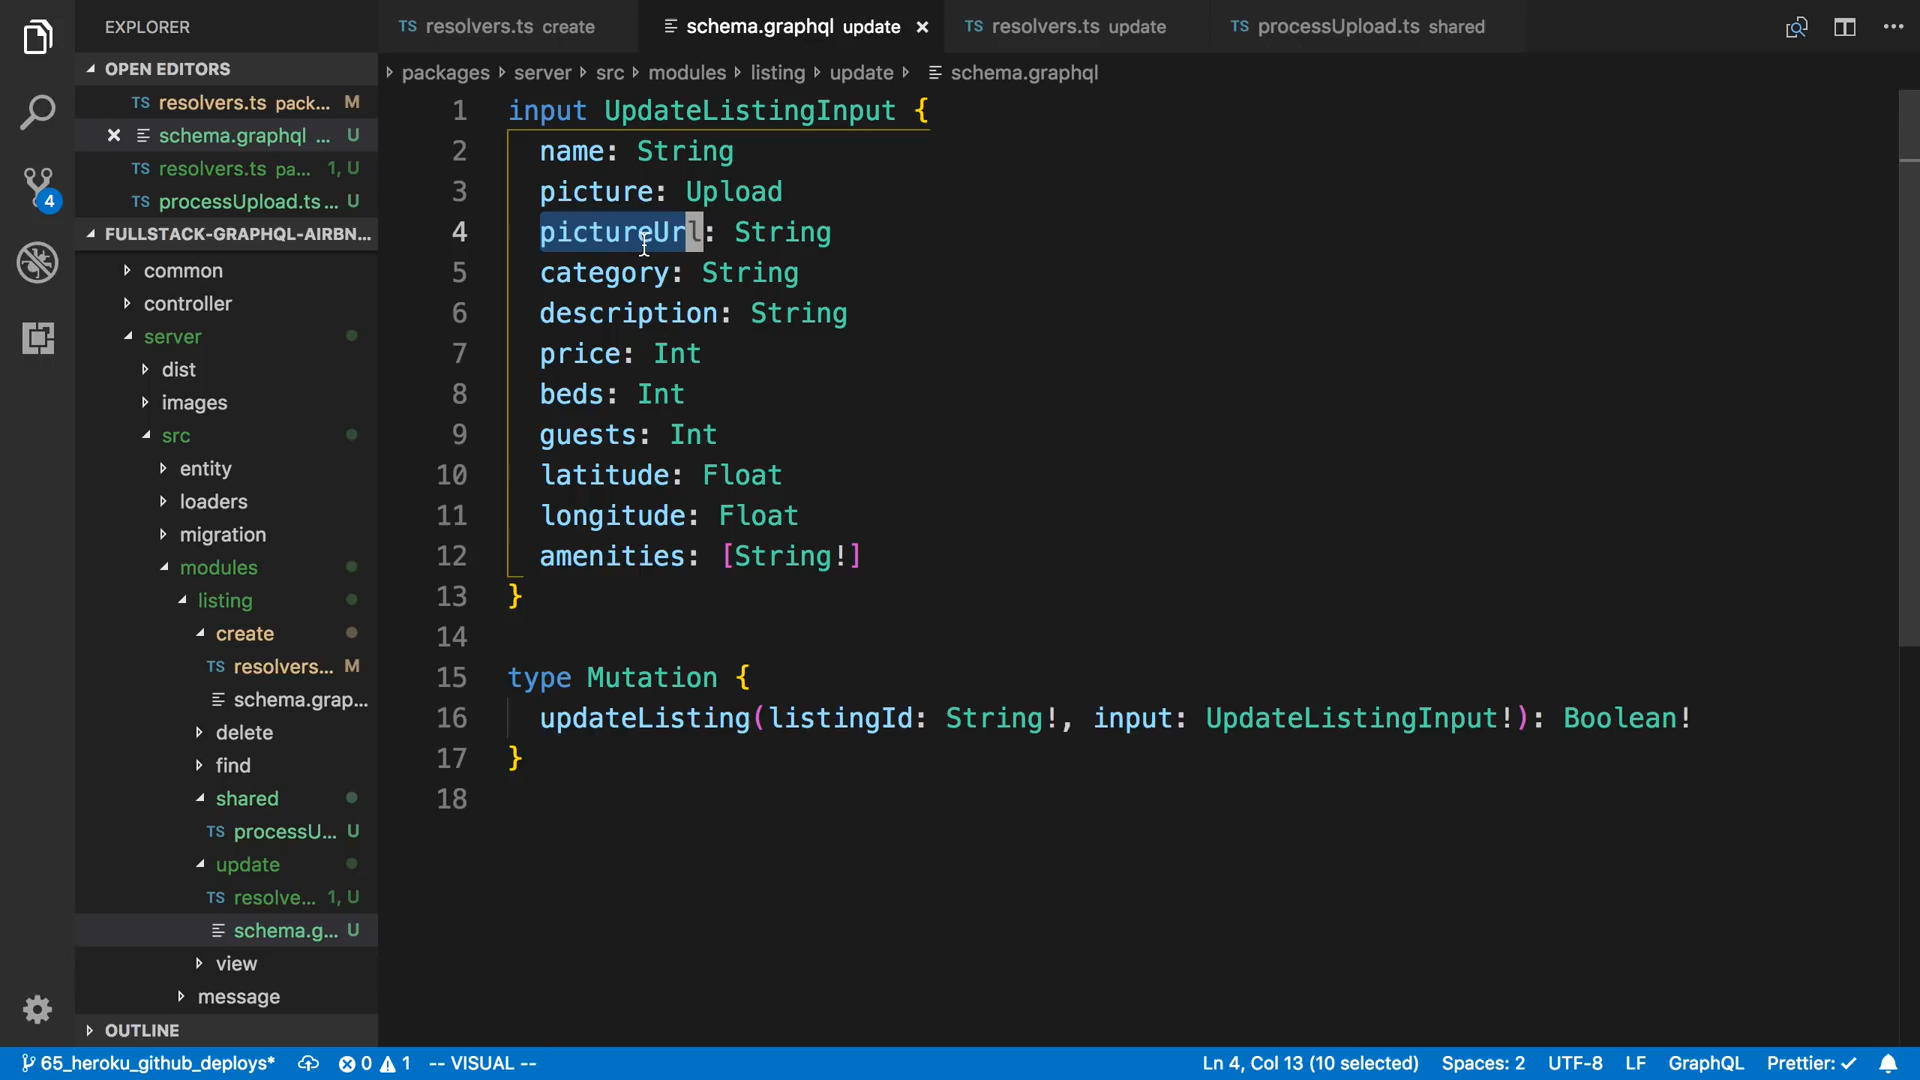 EXPLORER
OPEN EDITORS
TS resolvers.ts pack... M
schema.graphql ... U
TS resolvers.ts pa... 1, U
TS processUpload.ts ... U
FULLSTACK-GRAPHQL-AIRBN...
common
controller
server
dist
images
src
entity
loaders
migration
modules
listing
create
TS resolvers... M
schema.grap...
delete
find
shared
TS processU... U
update
TS resolve... 1, U
schema.g... U
view
message
OUTLINE
4
TS resolvers.ts create
schema.graphql update
TS resolvers.ts update
TS processUpload.ts shared
packages server src modules listing update schema.graphql
1 input UpdateListingInput {
2 name: String
3 picture: Upload
4 pictureUrl: String
5 category: String
6 description: String
7 price: Int
8 beds: Int
9 guests: Int
10 latitude: Float
11 longitude: Float
12 amenities: [String!]
13 }
14
15 type Mutation {
16 updateListing(listingId: String!, input: UpdateListingInput!): Boolean!
17 }
18
65_heroku_github_deploys* 0 1 -- VISUAL -- Ln 4, Col 13 (10 selected) Spaces: 2 UTF-8 LF GraphQL Prettier: ✓